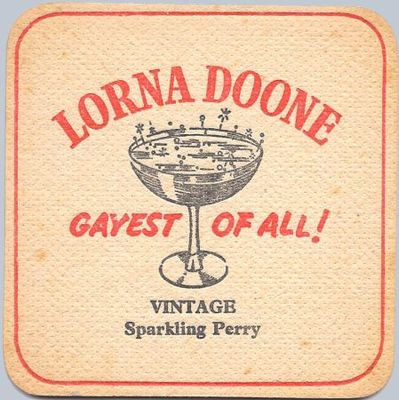 LORNA DOONE
GAYEST OF ALL!
VINTAGE
Sparkling Perry